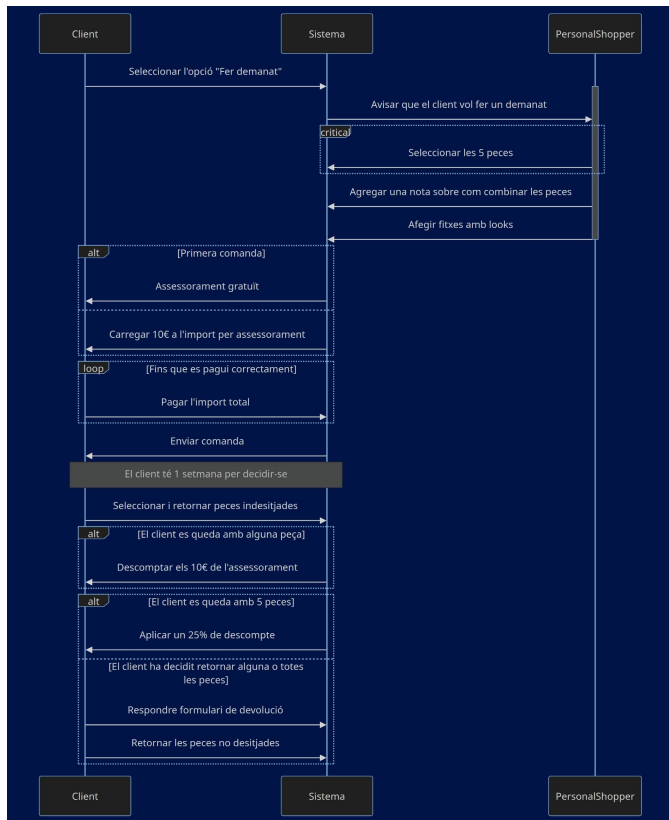 Client
Sistema
PersonalShopper
Seleccionar l'opció "Fer demanat"
Avisar que el client vol fer un demanat
critical
Seleccionar les 5 peces
Agregar una nota sobre com combinar les peces
Afegir fitxes amb looks
alt
[Primera comanda]
Assessorament gratuït
Carregar 10€ a l'import per assessorament
loop
[Fins que es pagui correctament]
Pagar l'import total
Enviar comanda
El client té 1 setmana per decidir-se
Seleccionar i retornar peces indesitjades
alt
[El client es queda amb alguna peça]
Descomptar els 10€ de l'assessorament
alt
[El client es queda amb 5 peces]
Aplicar un 25% de descompte
[El client ha decidit retornar alguna o totes
les peces]
Respondre formulari de devolució
Retornar les peces no desitjades
Client
Sistema
PersonalShopper